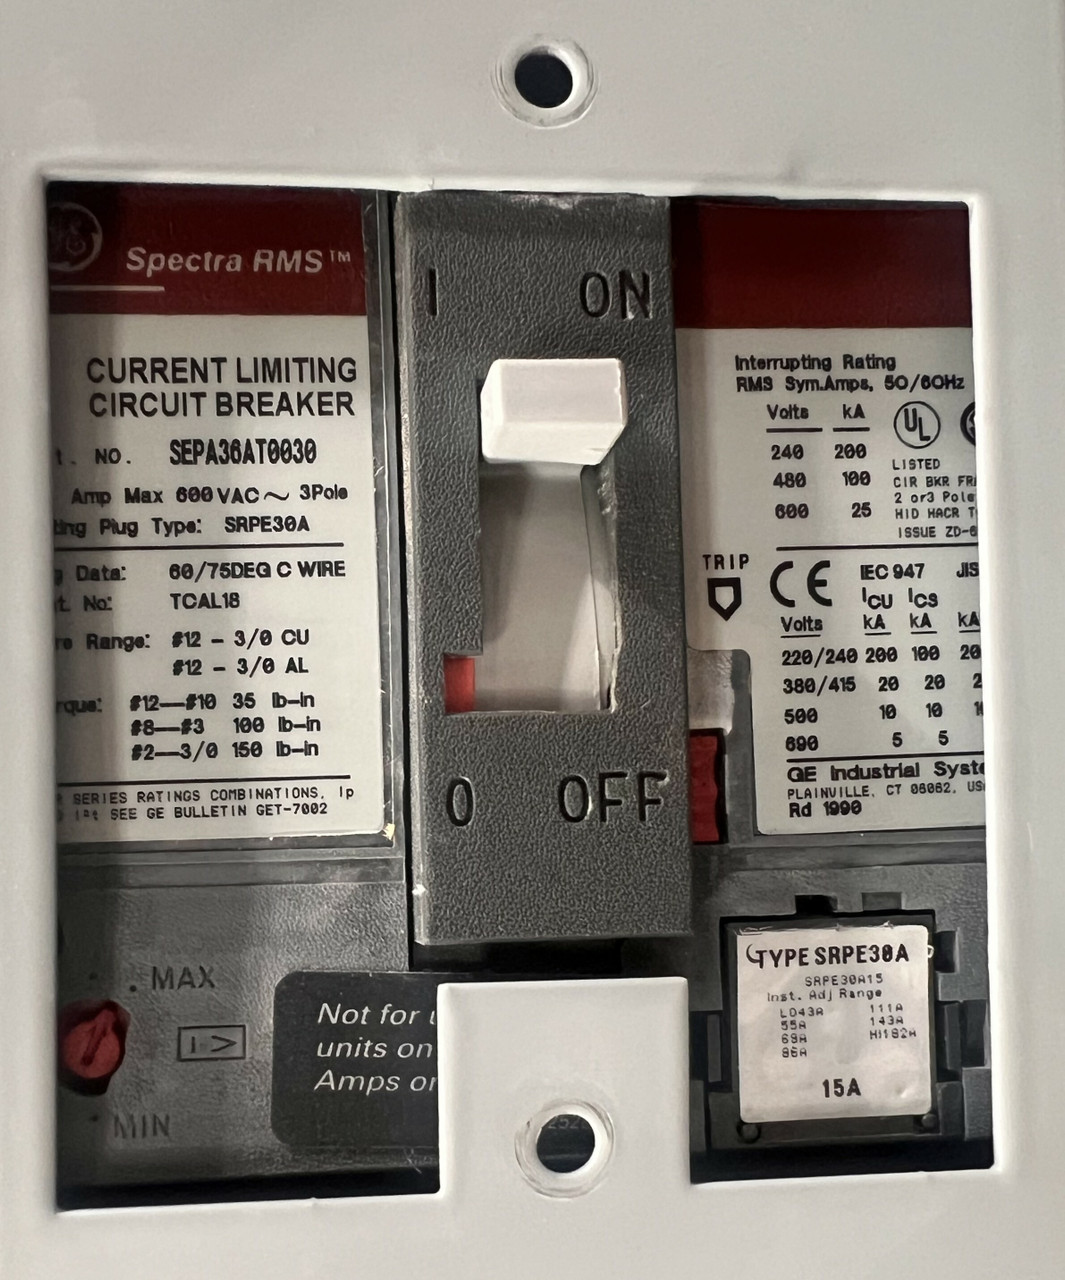 Spectra RMS™
CURRENT LIMITING
CIRCUIT BREAKER
NO. SEPA36AT0030
Amp Max 600 VAC ~ 3Pole
Plug Type: SRPE30A
Data: 60/75DEG C WIRE
No: TCAL18
Range: #12 - 3/0 CU
#12 - 3/0 AL
#12—#10 35 lb-in
#8—#3 100 lb-in
#2—3/0 150 lb-in
SERIES RATINGS COMBINATIONS,
SEE GE BULLETIN GET-7002
I ON
O OFF
Interrupting Rating
RMS Sym.Amps, 50/60Hz
Volts kA
240 200
480 100
600 25
UL
LISTED
CIR BKR
2 or3 Pole
HID HACR
ISSUE
TRIP
CE IEC 947
ICU ICS
Volts kA kA kA
220/240 200 100
380/415 20 20
500 10 10
690 5 5
GE Industrial
PLAINVILLE, CT 06062,
Rd 1990
MAX
I >
MIN
Not for
units on
Amps or
TYPE SRPE30A
SRPE30A15
Inst. Adj Range
LO43A 111A
55A 143A
69A HI182A
86A
15A